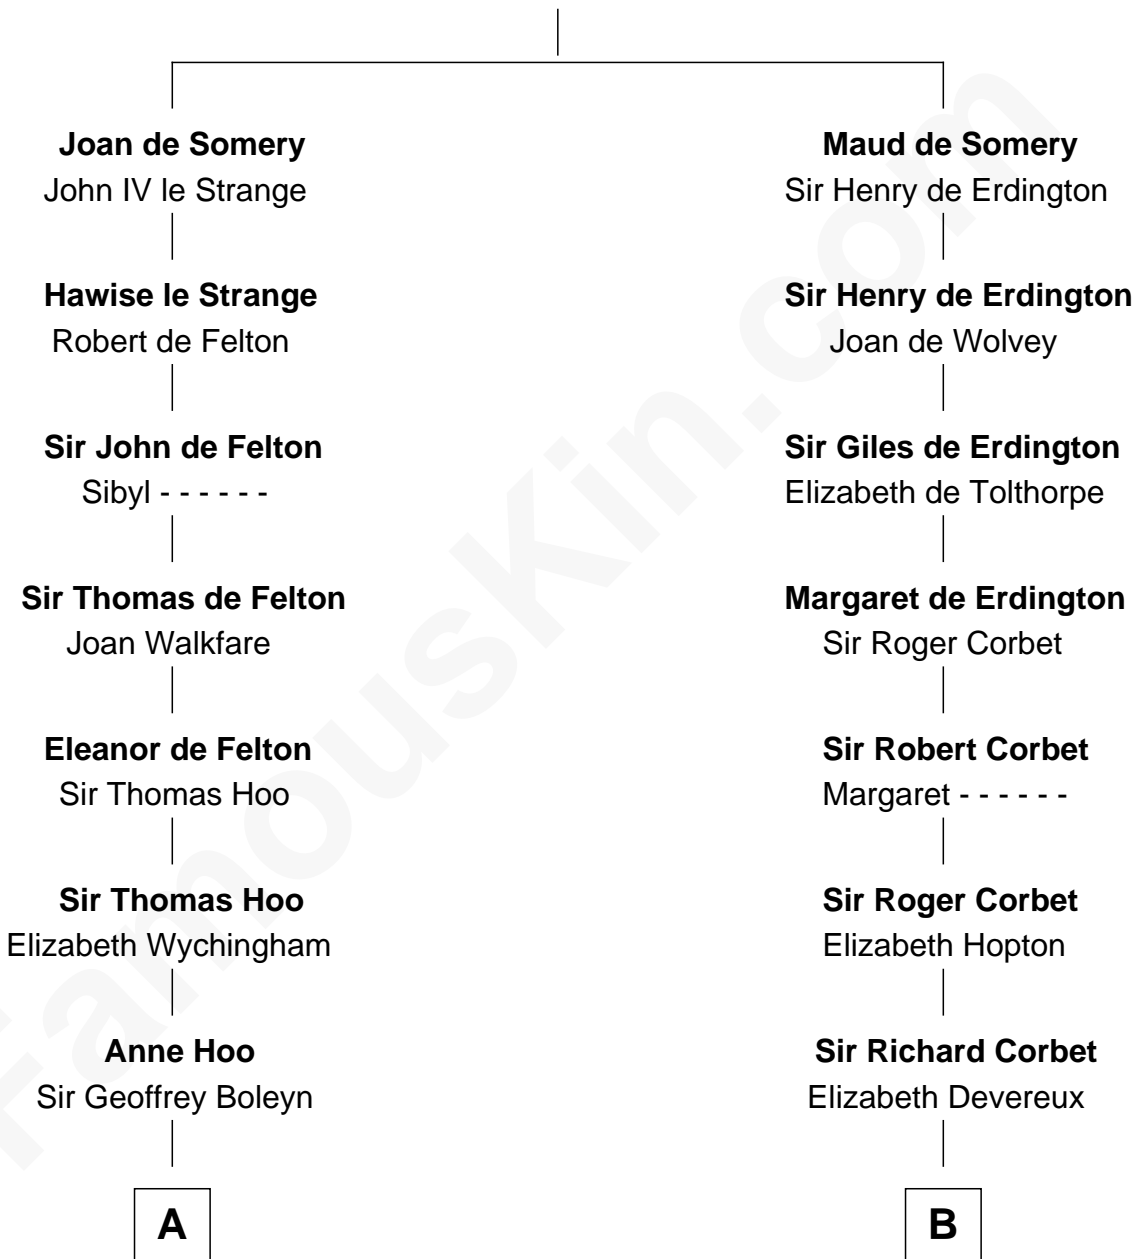 Joan de Somery
John IV le Strange
Hawise le Strange
Robert de Felton
Sir John de Felton
Sibyl - - - - - -
Sir Thomas de Felton
Joan Walkfare
Eleanor de Felton
Sir Thomas Hoo
Sir Thomas Hoo
Elizabeth Wychingham
Anne Hoo
Sir Geoffrey Boleyn
A
Maud de Somery
Sir Henry de Erdington
Sir Henry de Erdington
Joan de Wolvey
Sir Giles de Erdington
Elizabeth de Tolthorpe
Margaret de Erdington
Sir Roger Corbet
Sir Robert Corbet
Margaret - - - - - -
Sir Roger Corbet
Elizabeth Hopton
Sir Richard Corbet
Elizabeth Devereux
B
FamousKin.com